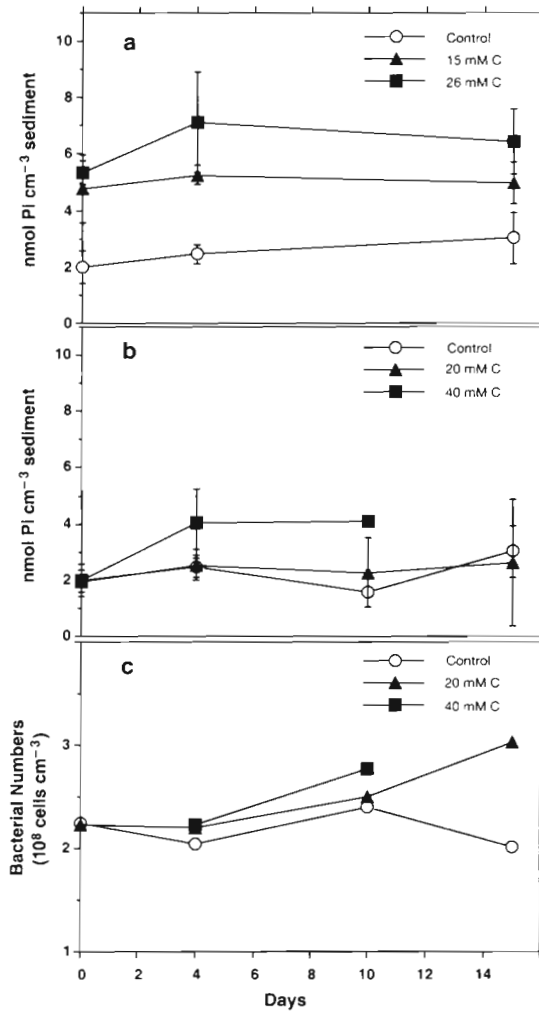 a
Control
15 mM C
26 mM C
10
8
6
4
2
0
nmol Pi cm⁻³ sediment
b
Control
20 mM C
40 mM C
10
8
6
4
2
0
nmol Pi cm⁻³ sediment
c
Control
20 mM C
40 mM C
3
2
1
Bacterial Numbers
(10⁸ cells cm⁻³)
0 2 4 6 8 10 12 14
Days